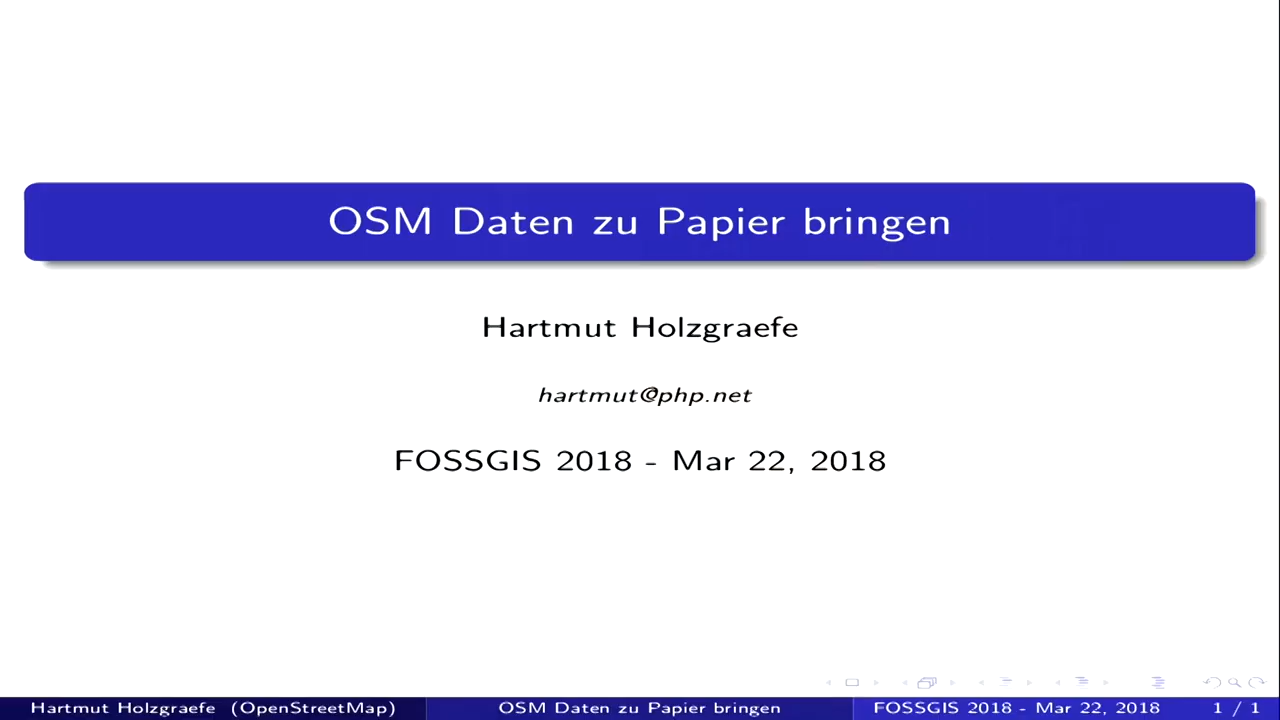 OSM Daten zu Papier bringen
Hartmut Holzgraefe
hartmut@php.net
FOSSGIS 2018 - Mar 22, 2018
Hartmut Holzgraefe (OpenStreetMap) OSM Daten zu Papier bringen FOSSGIS 2018 - Mar 22, 2018 1 / 1